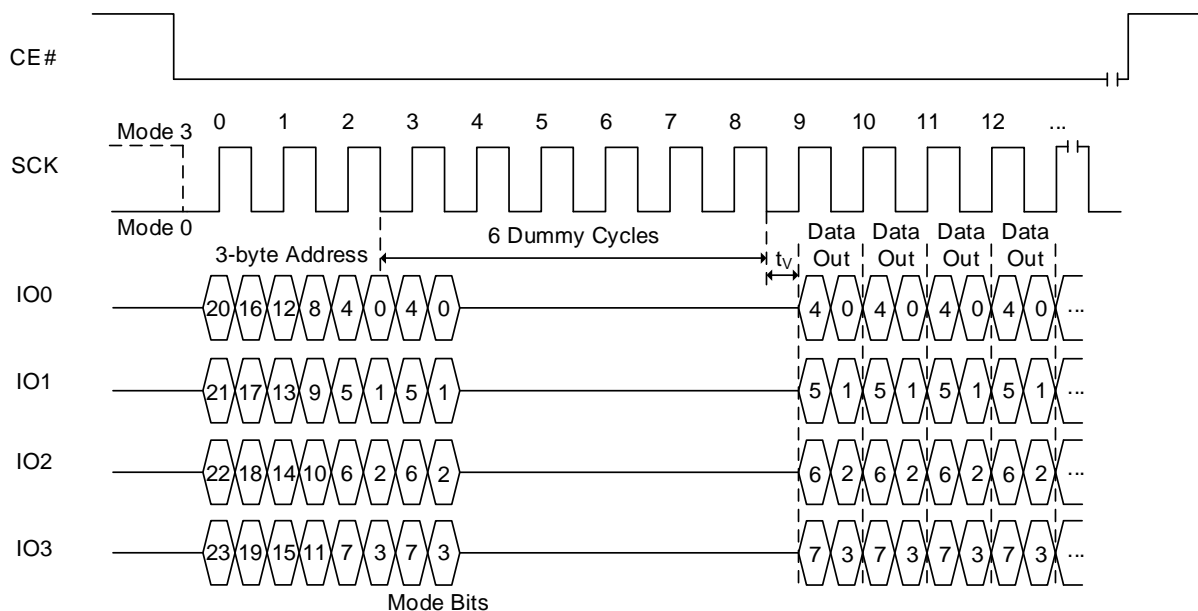 CE#
0 1 2 3 4 5 6 7 8 9 10 11 12 ...
Mode 3
SCK
Mode 0
3-byte Address
6 Dummy Cycles
tV
Data Out
Data Out
Data Out
Data Out
IO0
20 16 12 8 4 0 4 0 4 0 4 0 4 0 4 0 ...
IO1
21 17 13 9 5 1 5 1 5 1 5 1 5 1 5 1 ...
IO2
22 18 14 10 6 2 6 2 6 2 6 2 6 2 6 2 ...
IO3
23 19 15 11 7 3 7 3 7 3 7 3 7 3 7 3 ...
Mode Bits